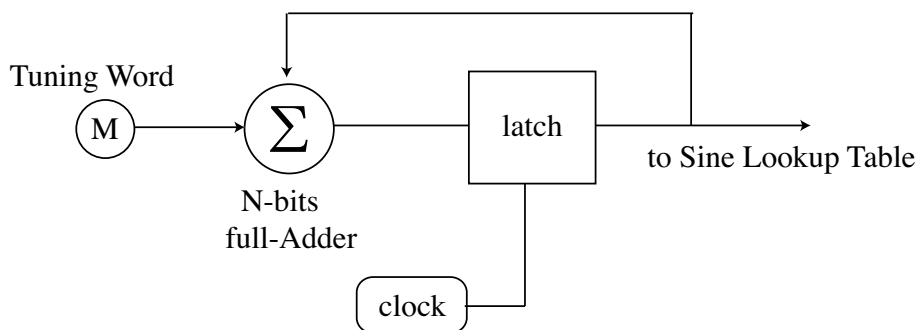 Tuning Word
M
Σ
latch
to Sine Lookup Table
N-bits
full-Adder
clock